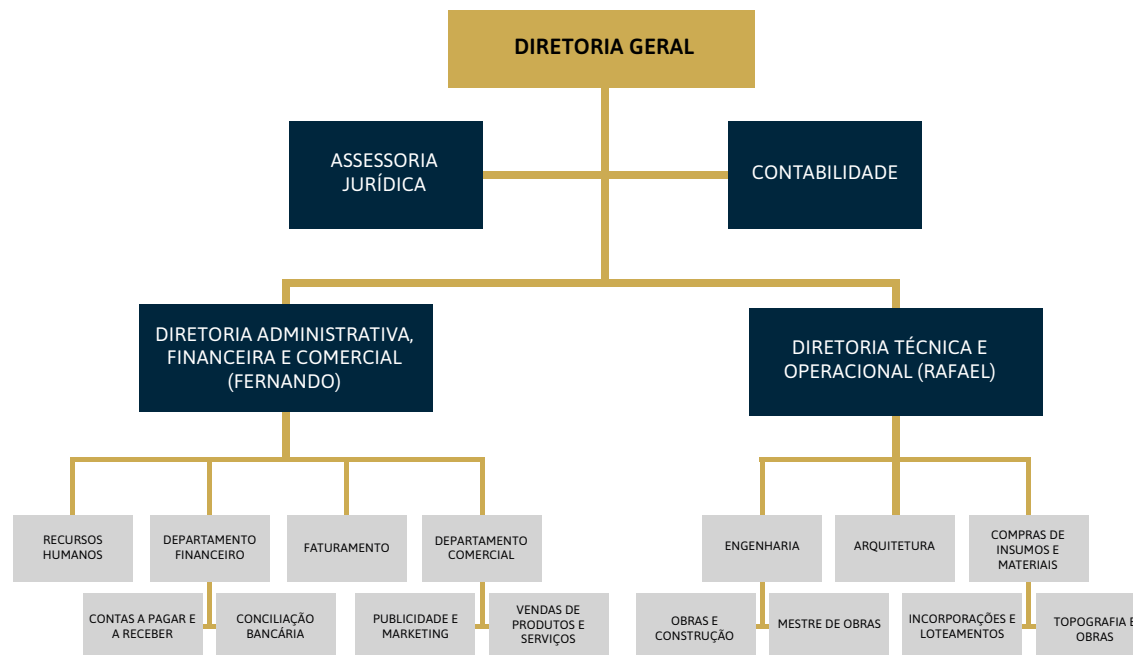 DIRETORIA GERAL
ASSESSORIA
JURÍDICA
CONTABILIDADE
DIRETORIA ADMINISTRATIVA,
FINANCEIRA E COMERCIAL
(FERNANDO)
DIRETORIA TÉCNICA E
OPERACIONAL (RAFAEL)
RECURSOS
HUMANOS
DEPARTAMENTO
FINANCEIRO
FATURAMENTO
DEPARTAMENTO
COMERCIAL
ENGENHARIA
ARQUITETURA
COMPRAS DE
INSUMOS E
MATERIAIS
CONTAS A PAGAR E
A RECEBER
CONCILIAÇÃO
BANCÁRIA
PUBLICIDADE E
MARKETING
VENDAS DE
PRODUTOS E
SERVIÇOS
OBRAS E
CONSTRUÇÃO
MESTRE DE OBRAS
INCORPORAÇÕES E
LOTEAMENTOS
TOPOGRAFIA E
OBRAS